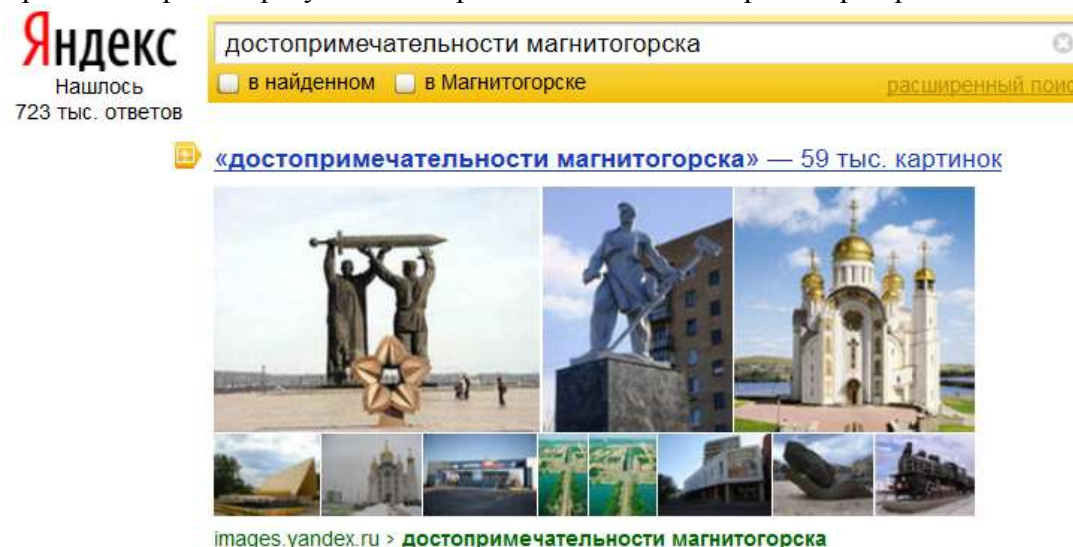 Яндекс
Нашлось
723 тыс. ответов
достопримечательности магнитогорска
в найденном в Магнитогорске расширенный поис
«достопримечательности магнитогорска» — 59 тыс. картинок
images.yandex.ru > достопримечательности магнитогорска